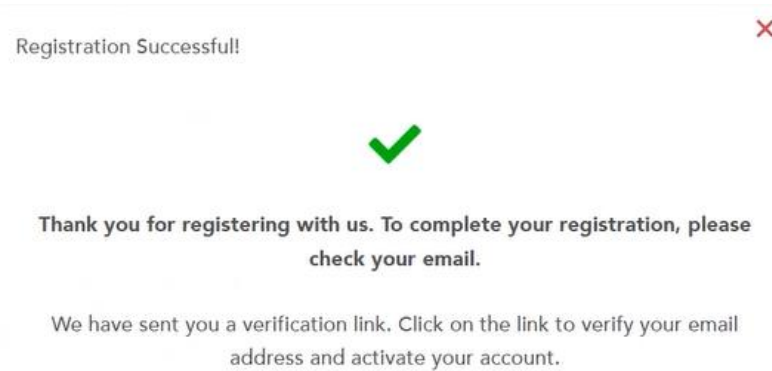 Registration Successful!
Thank you for registering with us. To complete your registration, please
check your email.
We have sent you a verification link. Click on the link to verify your email
address and activate your account.